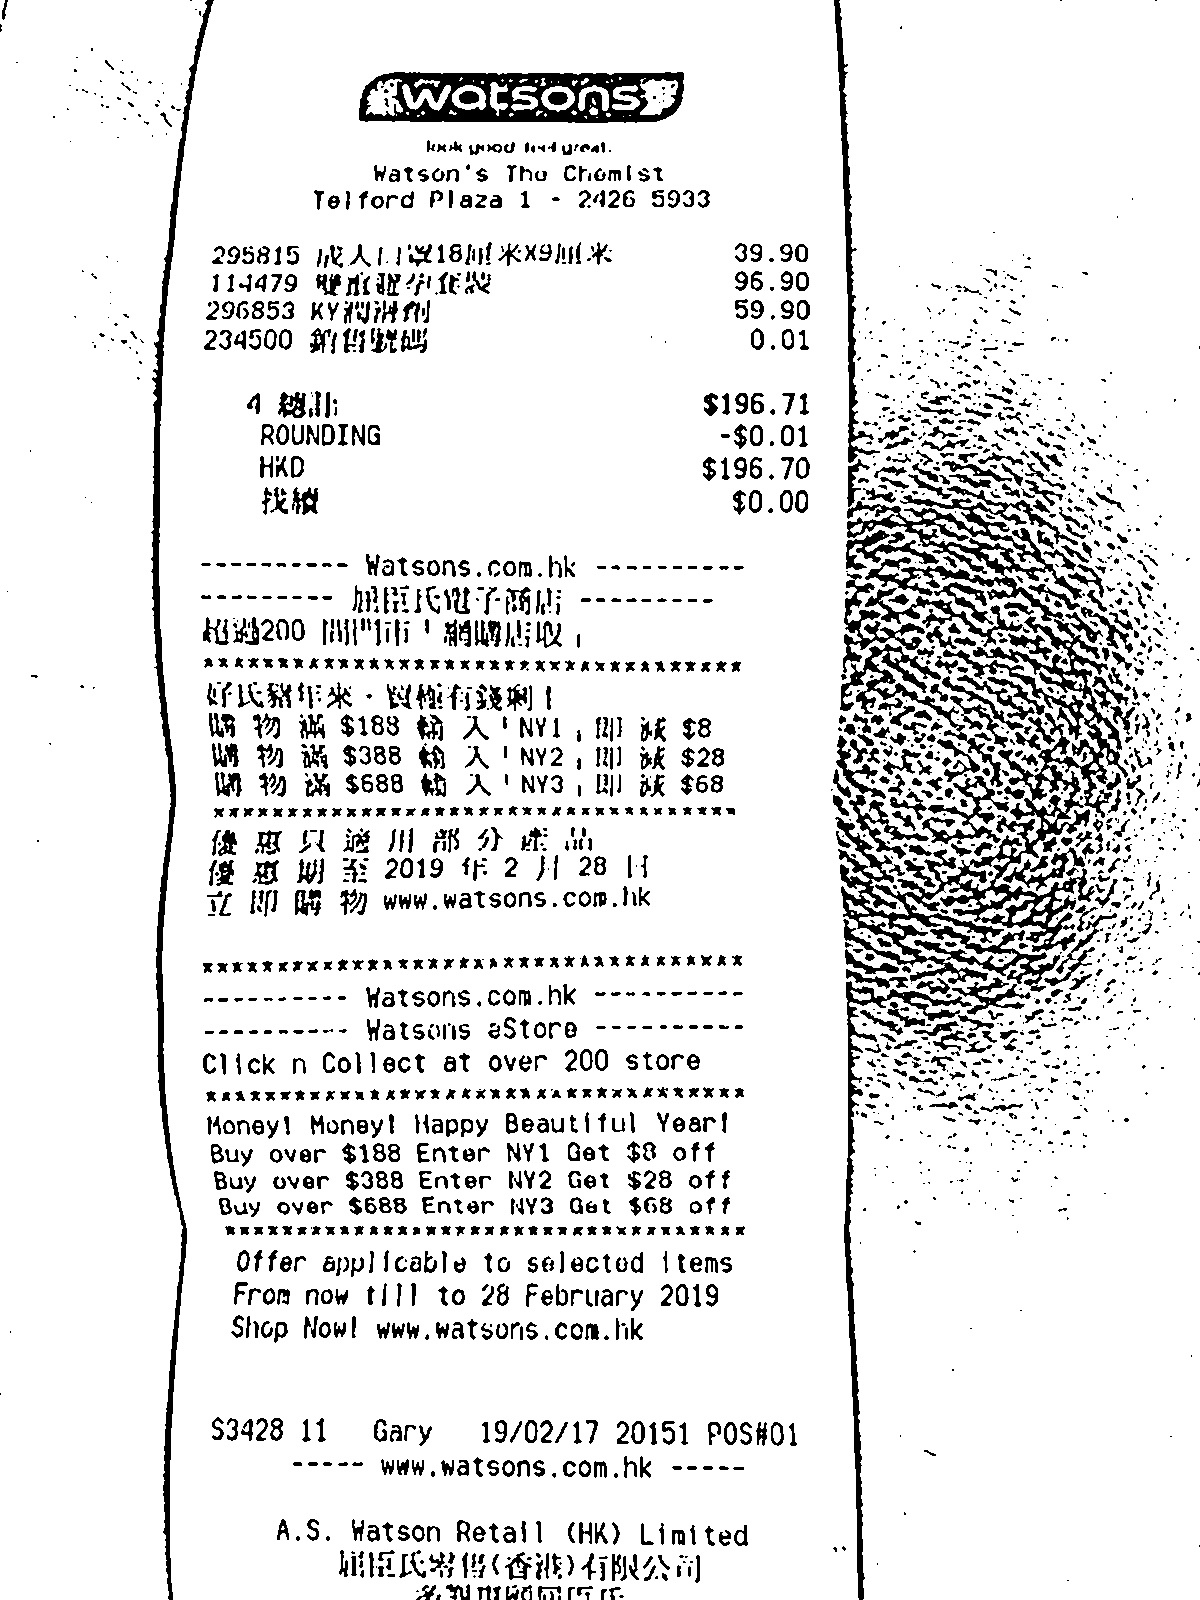 watsons
look good. feel great.
Watson's The Chemist
Telford Plaza 1 - 2426 5933
295815 成人口罩18厘米X9厘米 39.90
114479 雙重 裝 96.90
296853 KY潤滑劑 59.90
234500 銷售號碼 0.01
4 總計 $196.71
ROUNDING -$0.01
HKD $196.70
找續 $0.00
---------- Watsons.com.hk ----------
--------- 屈臣氏電子商店 ---------
超過200 間門市「網購店取」
************************************
好氏豬年來．買極有錢剩！
購 物 滿 $188 輸 入「NY1」即 減 $8
購 物 滿 $388 輸 入「NY2」即 減 $28
購 物 滿 $688 輸 入「NY3」即 減 $68
************************************
優 惠 只 適 用 部 分 產 品
優 惠 期 至 2019 年 2 月 28 日
立 即 購 物 www.watsons.com.hk
************************************
---------- Watsons.com.hk ----------
---------- Watsons eStore ----------
Click n Collect at over 200 store
************************************
Money! Money! Happy Beautiful Year!
Buy over $188 Enter NY1 Get $8 off
Buy over $388 Enter NY2 Get $28 off
Buy over $688 Enter NY3 Get $68 off
************************************
Offer applicable to selected items
From now till to 28 February 2019
Shop Now! www.watsons.com.hk
S3428 11 Gary 19/02/17 20151 POS#01
----- www.watsons.com.hk -----
A.S. Watson Retail (HK) Limited
屈臣氏零售(香港)有限公司